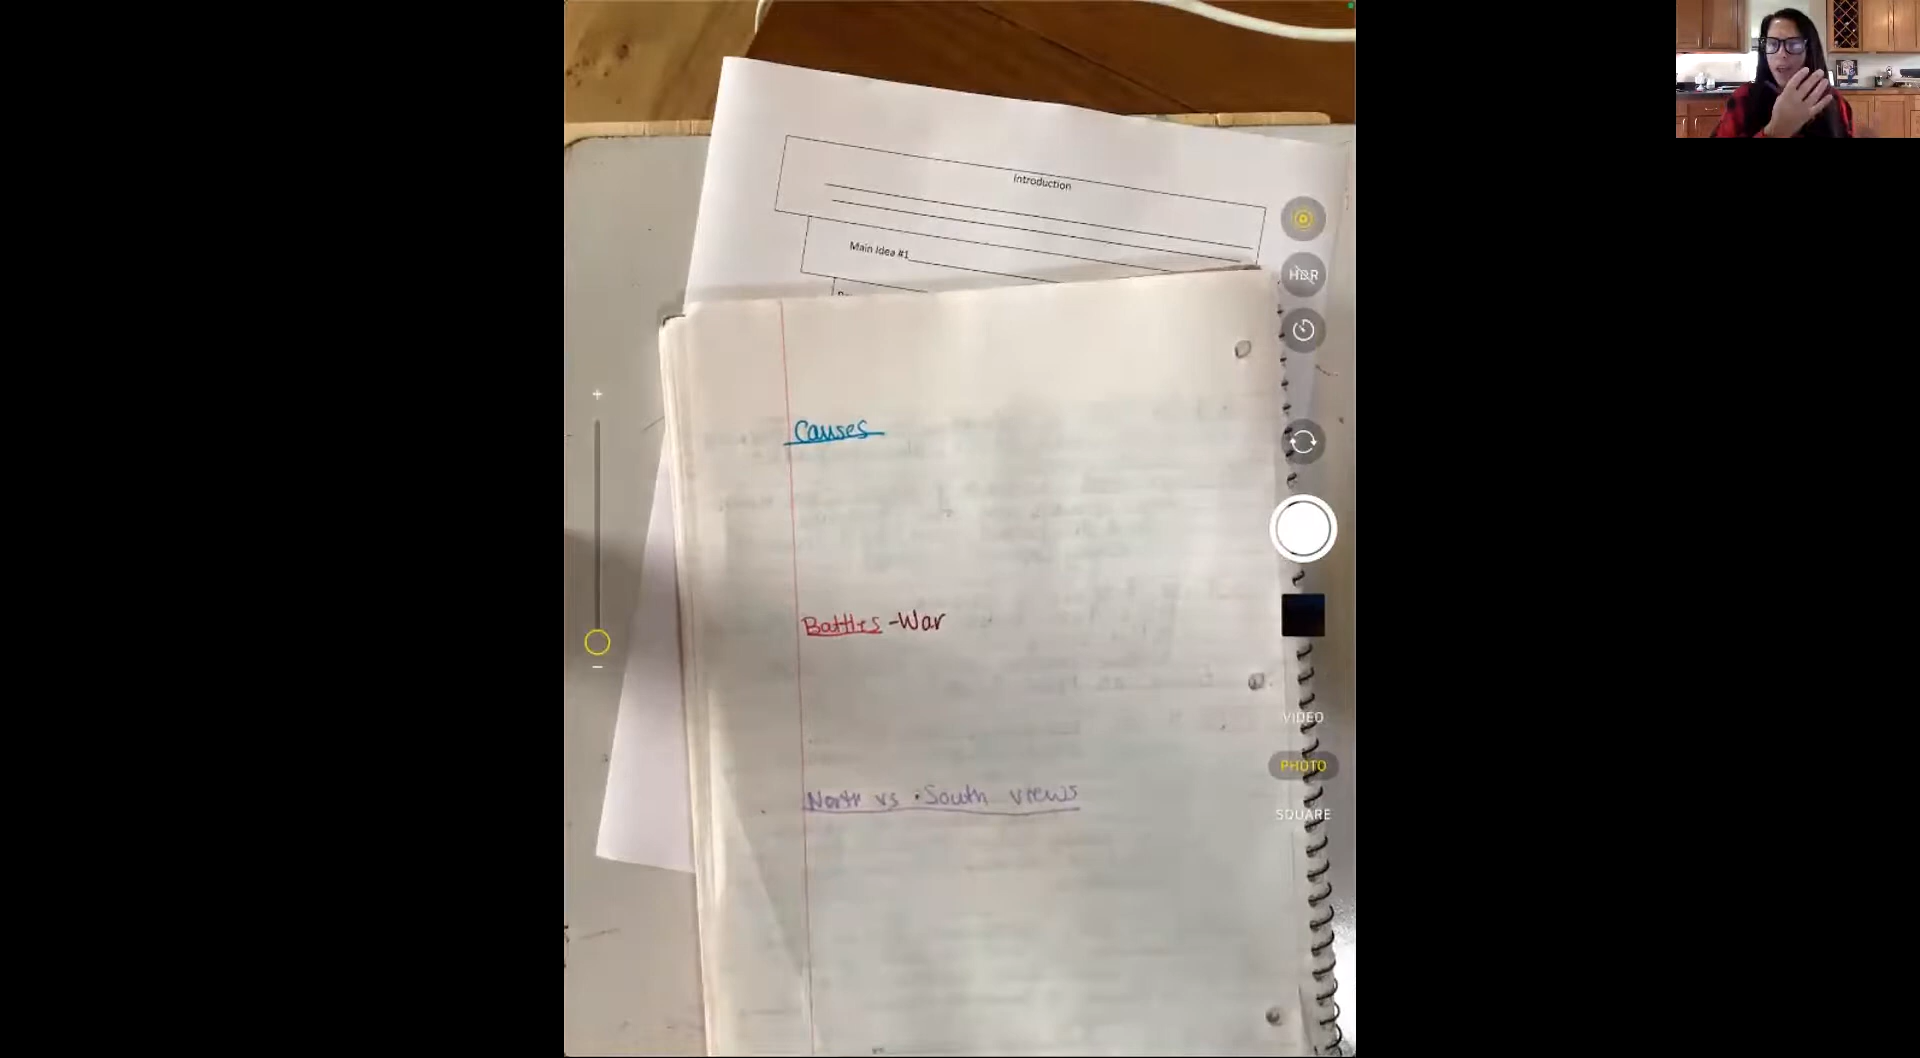 Introduction
Main Idea #1
HDR
Causes
Battles - War
VIDEO
PHOTO
North vs. South views
SQUARE